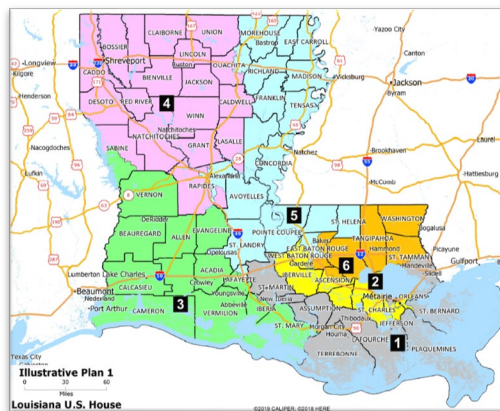 CLAIBORNE
UNION
MOREHOUSE
Yazoo City
BOSSIER
Bastrop
EAST CARROLL
LINCOLN
Canton
Longview
Shreveport
Ruston
OUACHITA
RICHLAND
Kilgore
CADDO
MADISON
Vicksburg
BIENVILLE
Jackson
Henderson
JACKSON
Byram
DESOTO
RED RIVER
4
CALDWELL
FRANKLIN
TENSAS
WINN
Natchitoches
NATCHITOCHES
Brookhaven
Laurel
Nacogdoches
GRANT
LASALLE
Natchez
SABINE
CONCORDIA
Hattiesburg
Lufkin
McComb
Alexandria
RAPIDES
VERNON
AVOYELLES
5
WASHINGTON
DeRidder
ST. HELENA
Bogalusa
BEAUREGARD
EVANGELINE
POINTE COUPEE
TANGIPAHOA
ALLEN
EAST BATON ROUGE
Picayune
ST. LANDRY
Baker
Hammond
ST. TAMMANY
Opelousas
WEST BATON ROUGE
6
Mandeville
Gulfport
Lumberton
Lake Charles
ACADIA
IBERVILLE
2
Slidell
Beaumont
CALCASIEU
Crowley
LAFAYETTE
ASCENSION
Nederland
Youngsville
ST. MARTIN
Metairie
ORLEANS
Port Arthur
3
New Iberia
ASSUMPTION
ST. CHARLES
CAMERON
Abbeville
IBERIA
Thibodaux
JEFFERSON
ST. BERNARD
VERMILION
ST. MARY
Morgan City
Houma
LAFOURCHE
1
PLAQUEMINES
TERREBONNE
Texas City
Illustrative Plan 1
0 30 60
Miles
Louisiana U.S. House
©2019 CALIPER; ©2018 HERE